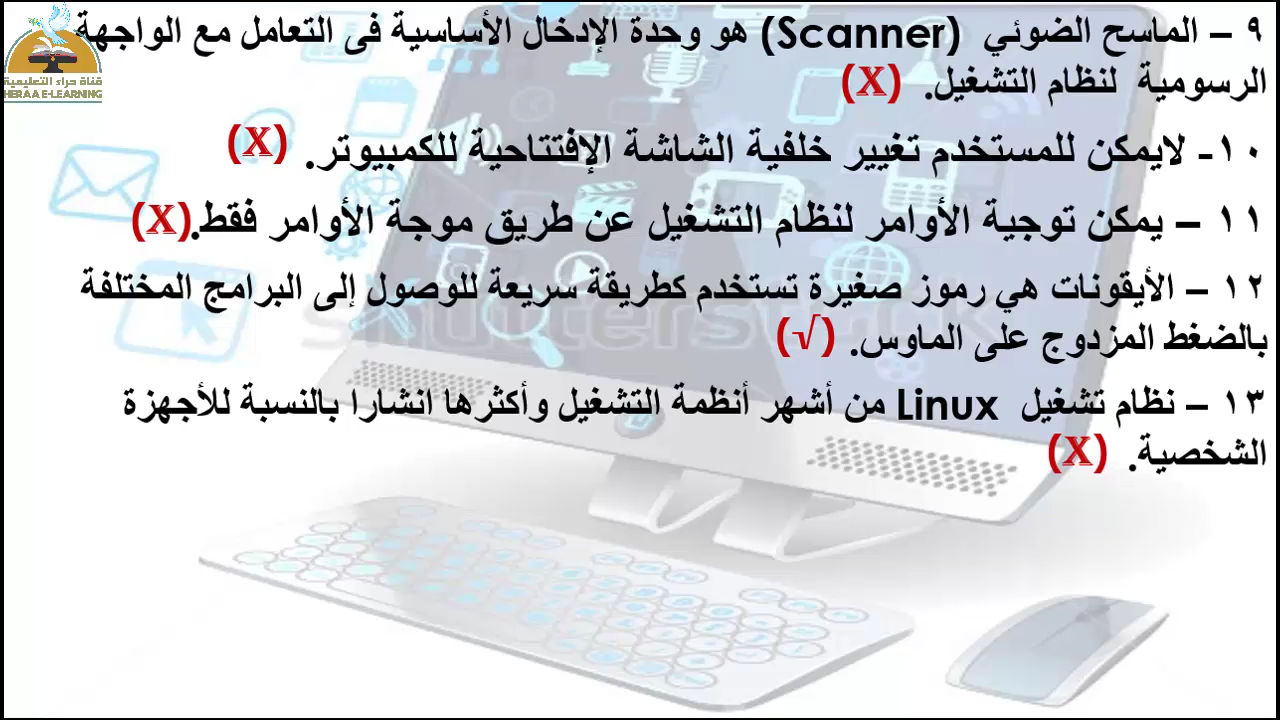 ٩ – الماسح الضوئي (Scanner) هو وحدة الإدخال الأساسية فى التعامل مع الواجهة
الرسومية لنظام التشغيل. (X)
١٠- لايمكن للمستخدم تغيير خلفية الشاشة الإفتتاحية للكمبيوتر. (X)
١١ – يمكن توجية الأوامر لنظام التشغيل عن طريق موجة الأوامر فقط.(X)
١٢ – الأيقونات هي رموز صغيرة تستخدم كطريقة سريعة للوصول إلى البرامج المختلفة
بالضغط المزدوج على الماوس. (√)
١٣ – نظام تشغيل Linux من أشهر أنظمة التشغيل وأكثرها انشارا بالنسبة للأجهزة
الشخصية. (X)
قناة حراء التعليمية
HERAA E-LEARNING
shutterstock